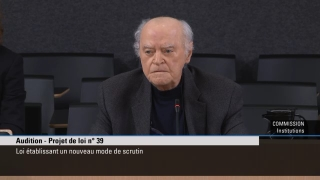 COMMISSION
Institutions
Audition - Projet de loi n° 39
Loi établissant un nouveau mode de scrutin